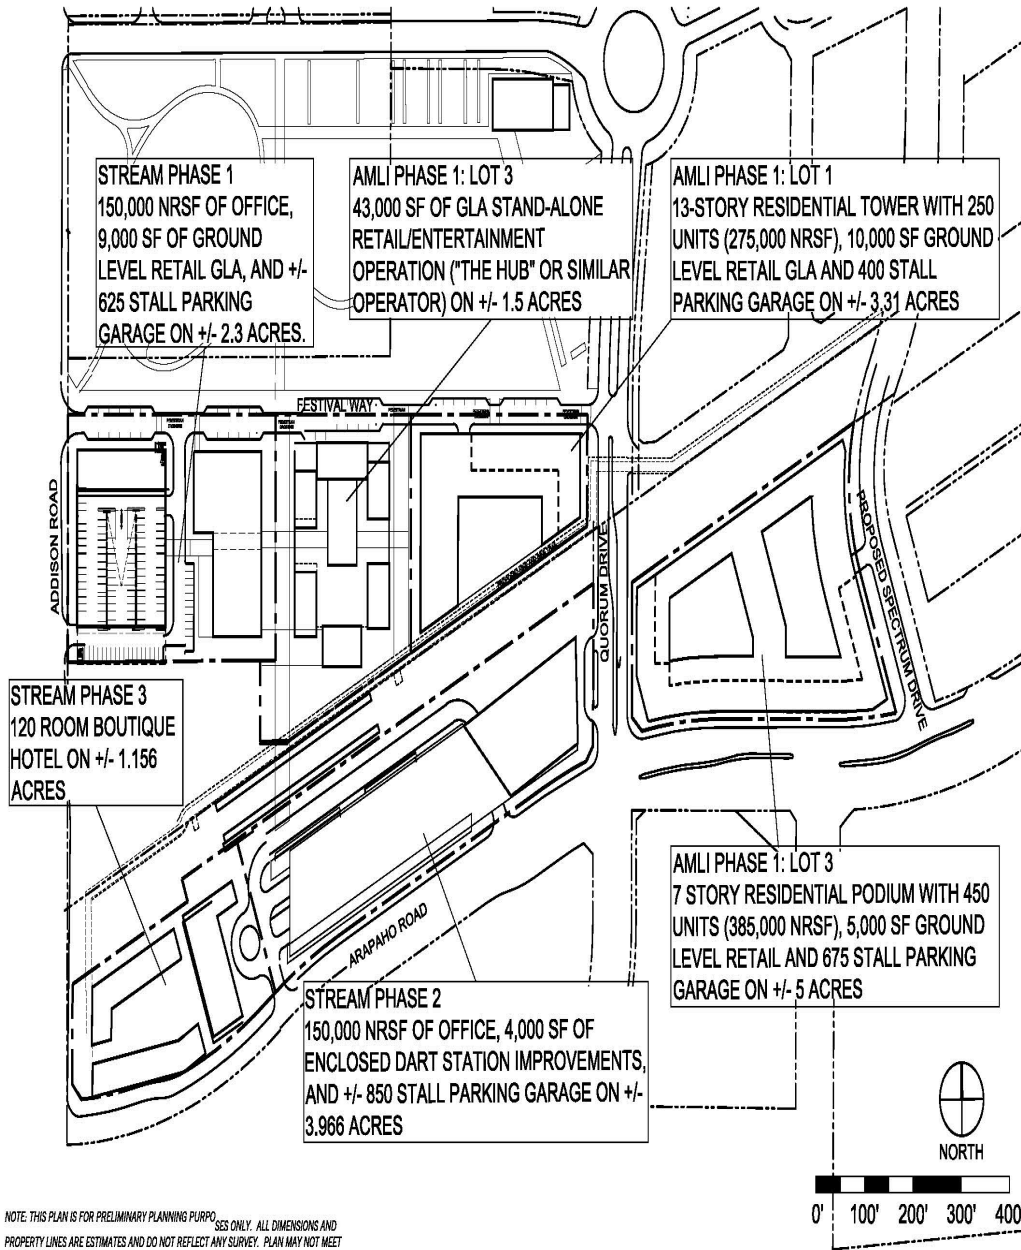 STREAM PHASE 1
150,000 NRSF OF OFFICE,
9,000 SF OF GROUND
LEVEL RETAIL GLA, AND +/-
625 STALL PARKING
GARAGE ON +/- 2.3 ACRES.
AMLI PHASE 1: LOT 3
43,000 SF OF GLA STAND-ALONE
RETAIL/ENTERTAINMENT
OPERATION ("THE HUB" OR SIMILAR
OPERATOR) ON +/- 1.5 ACRES
AMLI PHASE 1: LOT 1
13-STORY RESIDENTIAL TOWER WITH 250
UNITS (275,000 NRSF), 10,000 SF GROUND
LEVEL RETAIL GLA AND 400 STALL
PARKING GARAGE ON +/- 3.31 ACRES
FESTIVAL WAY
ADDISON ROAD
QUORUM DRIVE
PROPOSED SPECTRUM DRIVE
STREAM PHASE 3
120 ROOM BOUTIQUE
HOTEL ON +/- 1.156
ACRES
ARAPAHO ROAD
AMLI PHASE 1: LOT 3
7 STORY RESIDENTIAL PODIUM WITH 450
UNITS (385,000 NRSF), 5,000 SF GROUND
LEVEL RETAIL AND 675 STALL PARKING
GARAGE ON +/- 5 ACRES
STREAM PHASE 2
150,000 NRSF OF OFFICE, 4,000 SF OF
ENCLOSED DART STATION IMPROVEMENTS,
AND +/- 850 STALL PARKING GARAGE ON +/-
3.966 ACRES
NORTH
0' 100' 200' 300' 400
NOTE: THIS PLAN IS FOR PRELIMINARY PLANNING PURPOSES ONLY. ALL DIMENSIONS AND
PROPERTY LINES ARE ESTIMATES AND DO NOT REFLECT ANY SURVEY. PLAN MAY NOT MEET